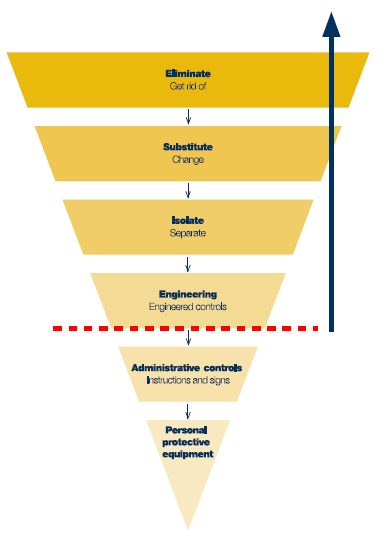 Eliminate
Get rid of
Substitute
Change
Isolate
Separate
Engineering
Engineered controls
Administrative controls
Instructions and signs
Personal
protective
equipment